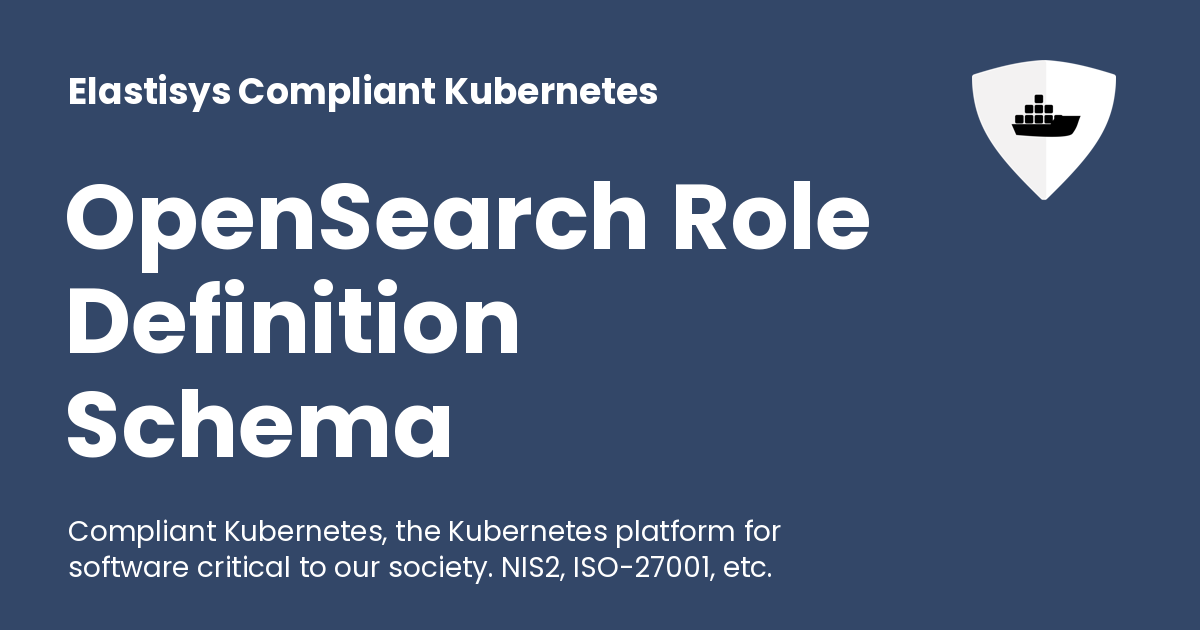 Elastisys Compliant Kubernetes
OpenSearch Role
Definition
Schema
Compliant Kubernetes, the Kubernetes platform for
software critical to our society. NIS2, ISO-27001, etc.